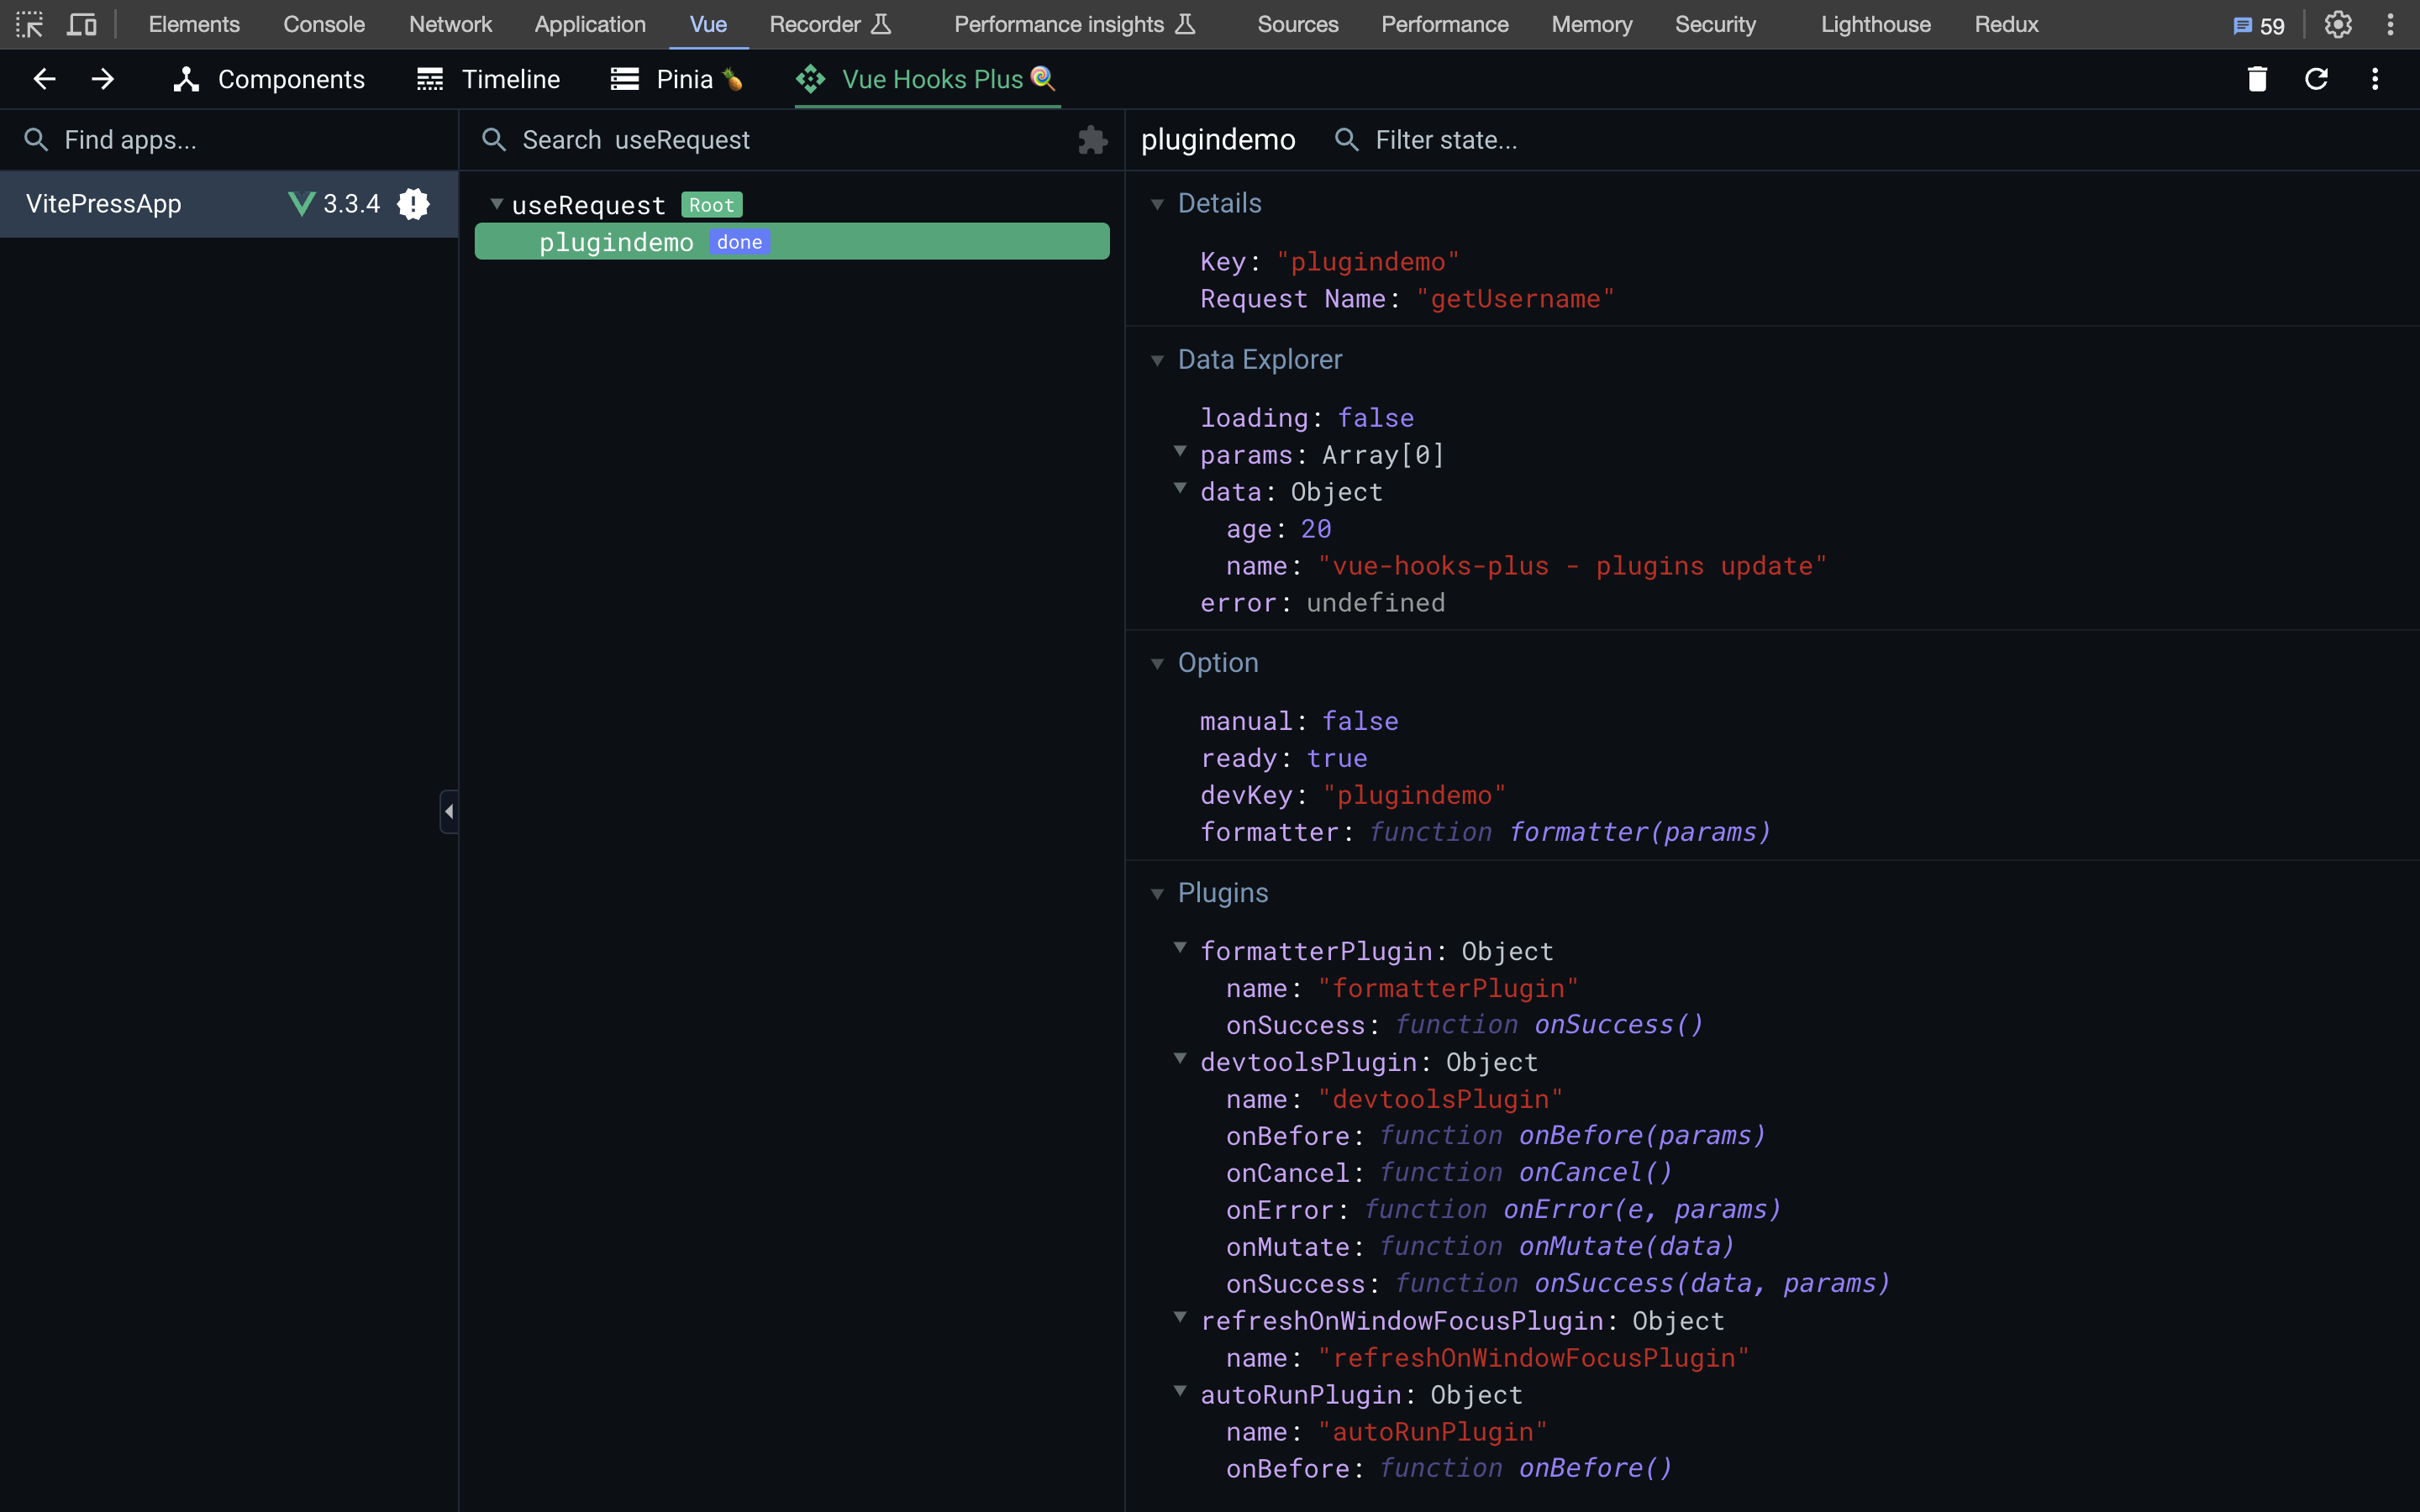 Elements Console Network Application Vue Recorder Performance insights Sources Performance Memory Security Lighthouse Redux 59
Components Timeline Pinia Vue Hooks Plus
Find apps...
Search useRequest
plugindemo Filter state...
VitePressApp 3.3.4
useRequest Root
plugindemo done
Details
Key: "plugindemo"
Request Name: "getUsername"
Data Explorer
loading: false
params: Array[0]
data: Object
age: 20
name: "vue-hooks-plus - plugins update"
error: undefined
Option
manual: false
ready: true
devKey: "plugindemo"
formatter: function formatter(params)
Plugins
formatterPlugin: Object
name: "formatterPlugin"
onSuccess: function onSuccess()
devtoolsPlugin: Object
name: "devtoolsPlugin"
onBefore: function onBefore(params)
onCancel: function onCancel()
onError: function onError(e, params)
onMutate: function onMutate(data)
onSuccess: function onSuccess(data, params)
refreshOnWindowFocusPlugin: Object
name: "refreshOnWindowFocusPlugin"
autoRunPlugin: Object
name: "autoRunPlugin"
onBefore: function onBefore()